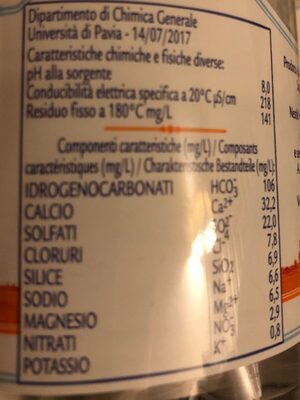 Dipartimento di Chimica Generale
Università di Pavia - 14/07/2017
Caratteristiche chimiche e fisiche diverse:
pH alla sorgente 8,0
Conducibilità elettrica specifica a 20°C µS/cm 218
Residuo fisso a 180°C mg/L 141
Componenti caratteristiche (mg/L) / Composants
caractéristiques (mg/L) / Charakteristische Bestandteile (mg/L):
IDROGENOCARBONATI HCO3- 106
CALCIO Ca2+ 32,2
SOLFATI SO42- 22,0
CLORURI Cl- 7,8
SILICE SiO2 6,9
SODIO Na+ 6,6
MAGNESIO Mg2+ 6,5
NITRATI NO3- 2,9
POTASSIO K+ 0,8